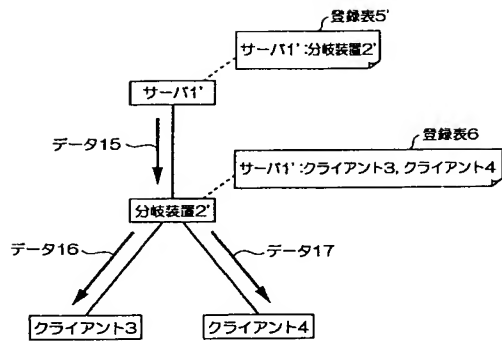 登録表5'
サーバ1':分岐装置2'
サーバ1'
データ15
登録表6
サーバ1':クライアント3, クライアント4
分岐装置2'
データ16
データ17
クライアント3
クライアント4